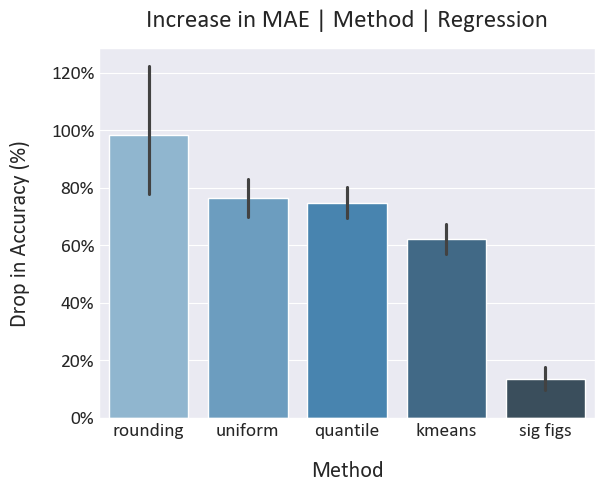 Increase in MAE | Method | Regression
Drop in Accuracy (%)
120%
100%
80%
60%
40%
20%
0%
rounding uniform quantile kmeans sig figs
Method